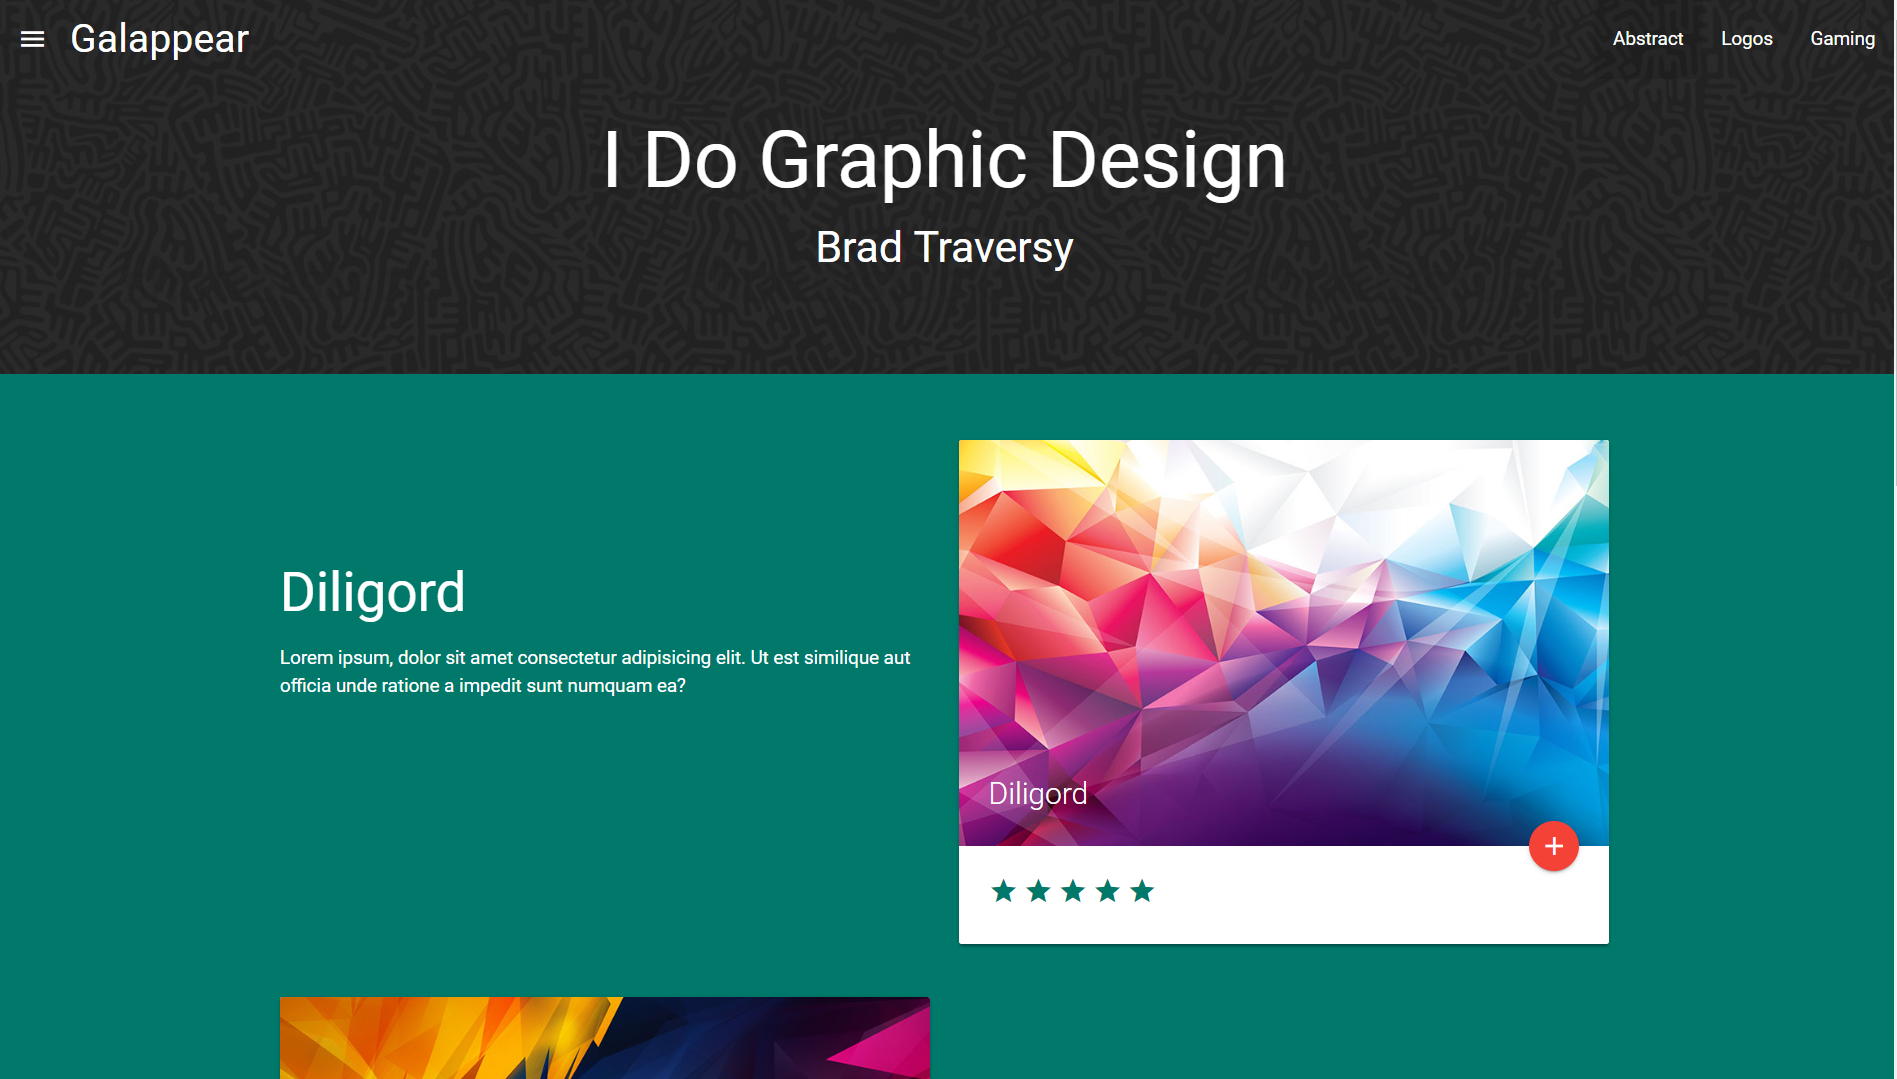 Galappear
Abstract Logos Gaming
I Do Graphic Design
Brad Traversy
Diligord
Lorem ipsum, dolor sit amet consectetur adipisicing elit. Ut est similique aut
officia unde ratione a impedit sunt numquam ea?
Diligord